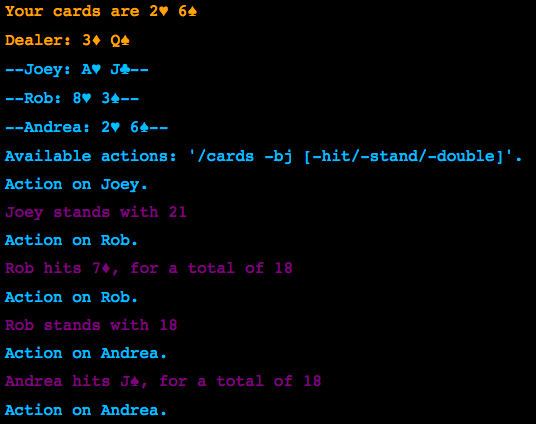 Your cards are 2♥ 6♠
Dealer: 3♦ Q♠
--Joey: A♥ J♣--
--Rob: 8♥ 3♠--
--Andrea: 2♥ 6♠--
Available actions: '/cards -bj [-hit/-stand/-double]'.
Action on Joey.
Joey stands with 21
Action on Rob.
Rob hits 7♦, for a total of 18
Action on Rob.
Rob stands with 18
Action on Andrea.
Andrea hits J♠, for a total of 18
Action on Andrea.